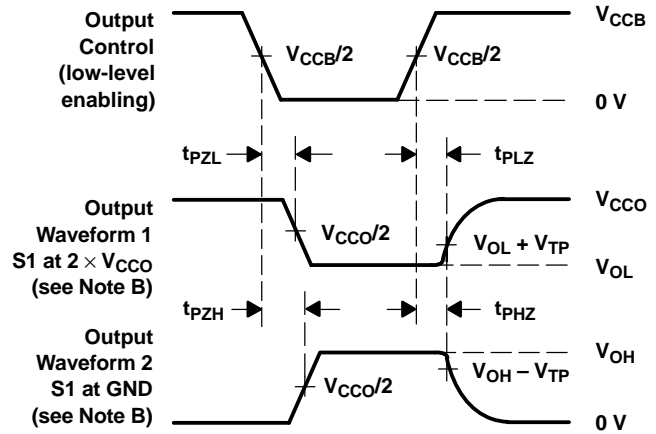 Output
Control
(low-level
enabling)
VCCB/2
VCCB/2
VCCB
0 V
tPZL
tPLZ
Output
Waveform 1
S1 at 2 × VCCO
(see Note B)
VCCO/2
VCCO
VOL + VTP
VOL
tPZH
tPHZ
Output
Waveform 2
S1 at GND
(see Note B)
VCCO/2
VOH
VOH − VTP
0 V